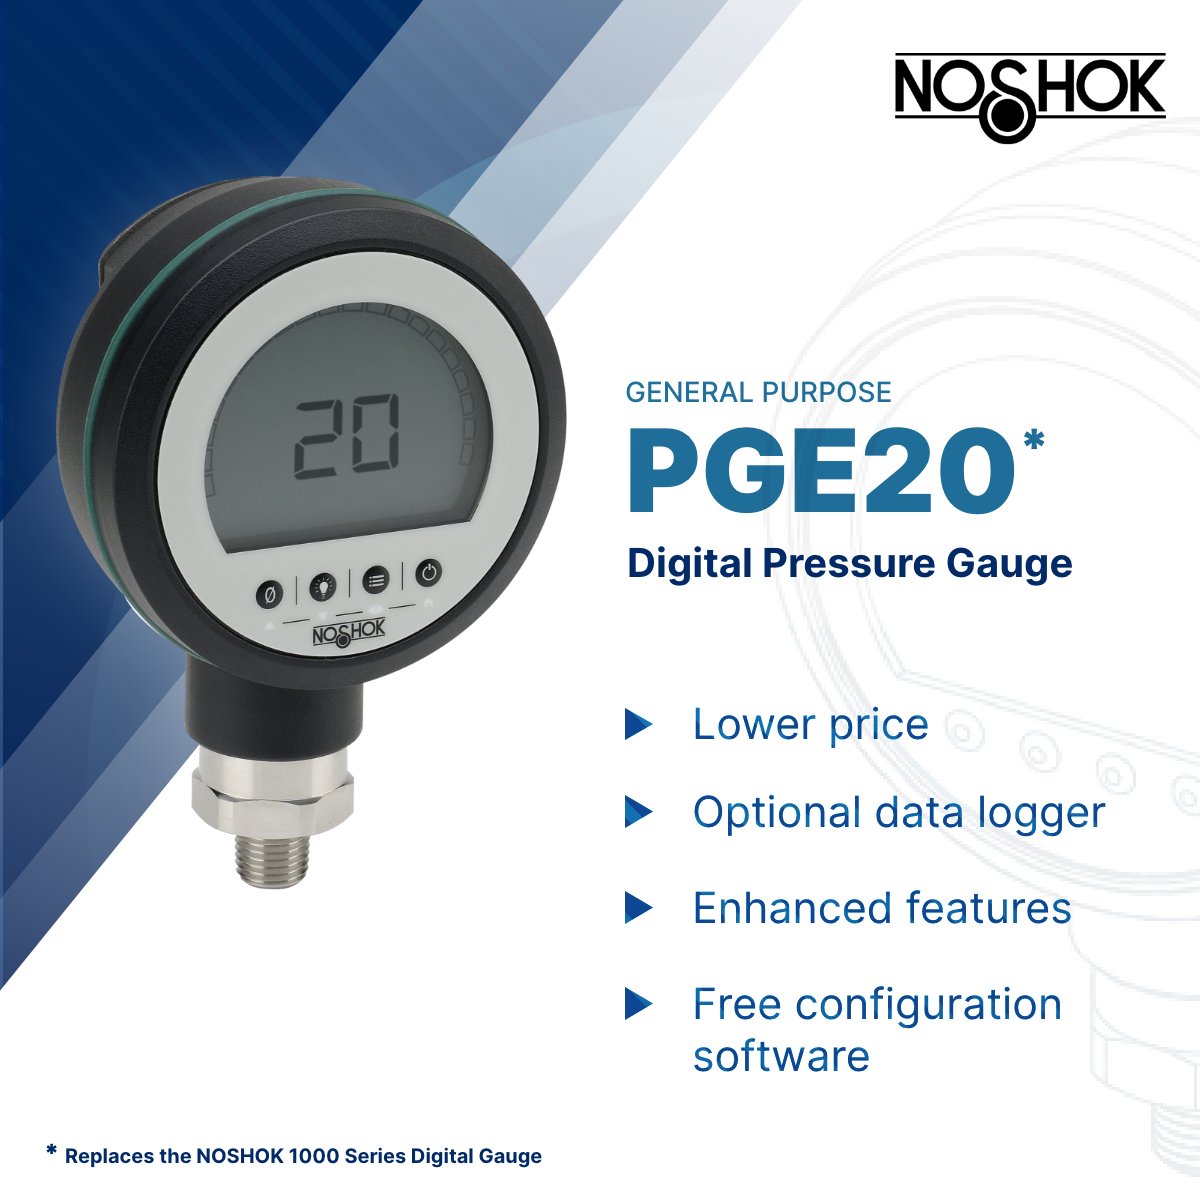 NOSHOK
GENERAL PURPOSE
PGE20*
Digital Pressure Gauge
20
NOSHOK
Lower price
Optional data logger
Enhanced features
Free configuration
software
* Replaces the NOSHOK 1000 Series Digital Gauge